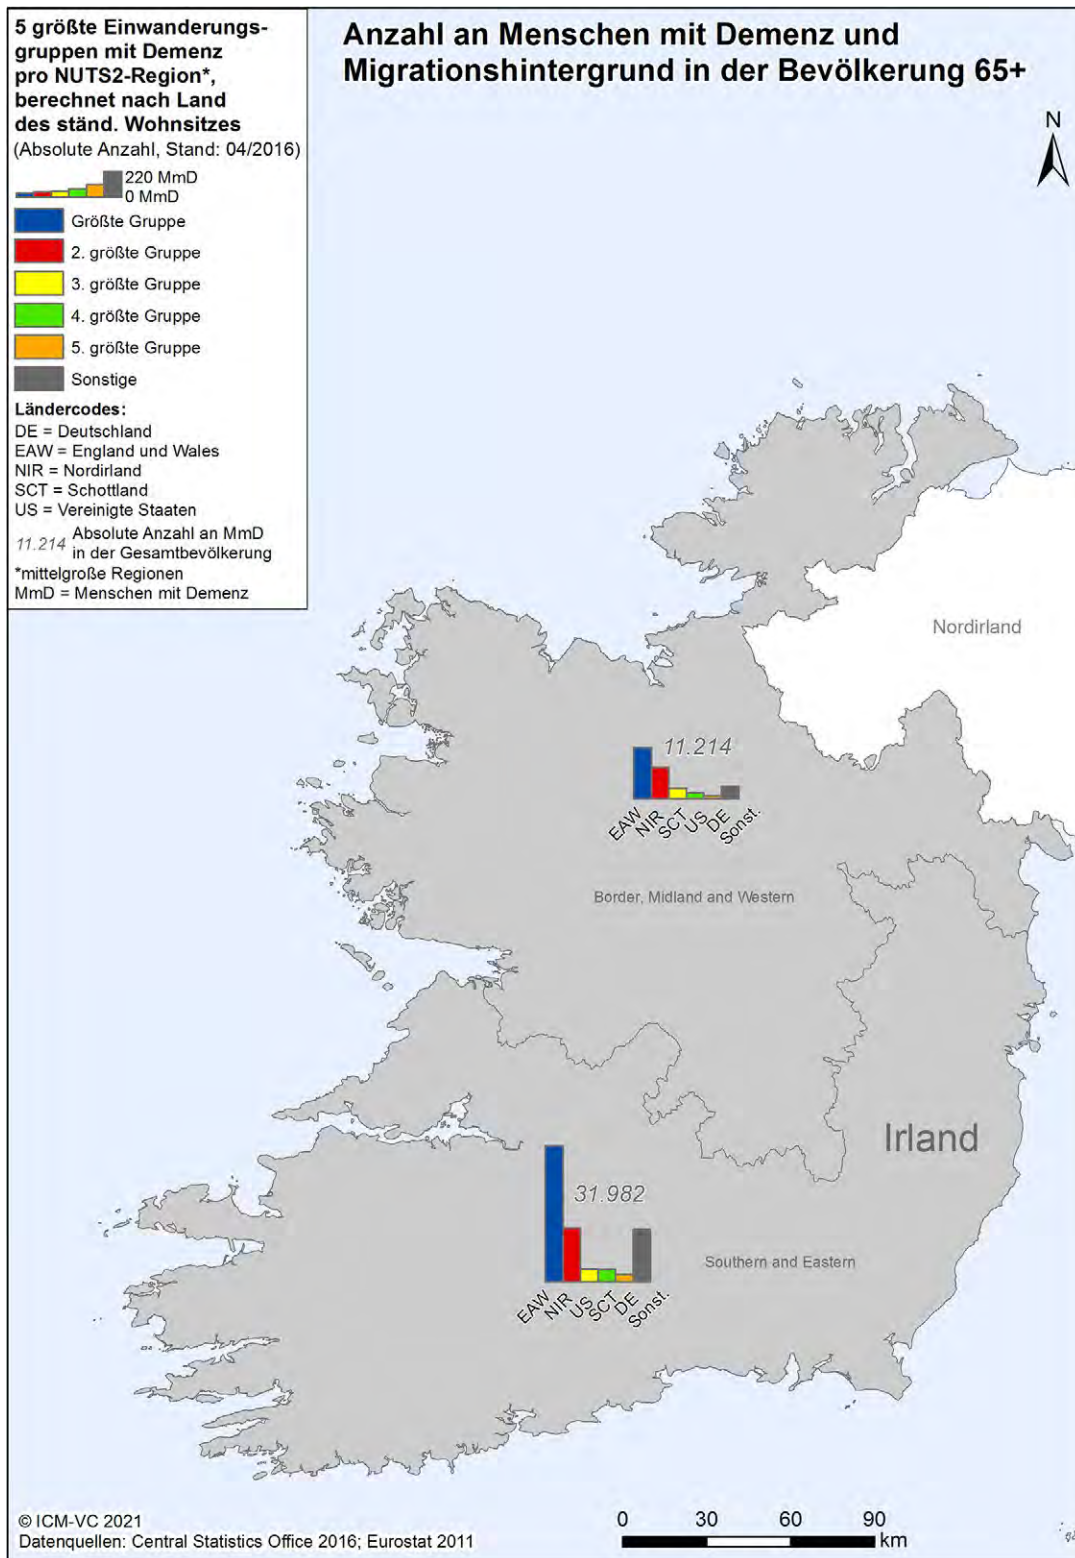 5 größte Einwanderungs-
gruppen mit Demenz
pro NUTS2-Region*,
berechnet nach Land
des ständ. Wohnsitzes
(Absolute Anzahl, Stand: 04/2016)
220 MmD
0 MmD
Größte Gruppe
2. größte Gruppe
3. größte Gruppe
4. größte Gruppe
5. größte Gruppe
Sonstige
Ländercodes:
DE = Deutschland
EAW = England und Wales
NIR = Nordirland
SCT = Schottland
US = Vereinigte Staaten
11.214 Absolute Anzahl an MmD
in der Gesamtbevölkerung
*mittelgroße Regionen
MmD = Menschen mit Demenz
Anzahl an Menschen mit Demenz und
Migrationshintergrund in der Bevölkerung 65+
N
Nordirland
11.214
EAW
NIR
SCT
US
DE
Sonst.
Border, Midland and Western
Irland
31.982
EAW
NIR
US
SCT
DE
Sonst.
Southern and Eastern
© ICM-VC 2021
Datenquellen: Central Statistics Office 2016; Eurostat 2011
0 30 60 90
km